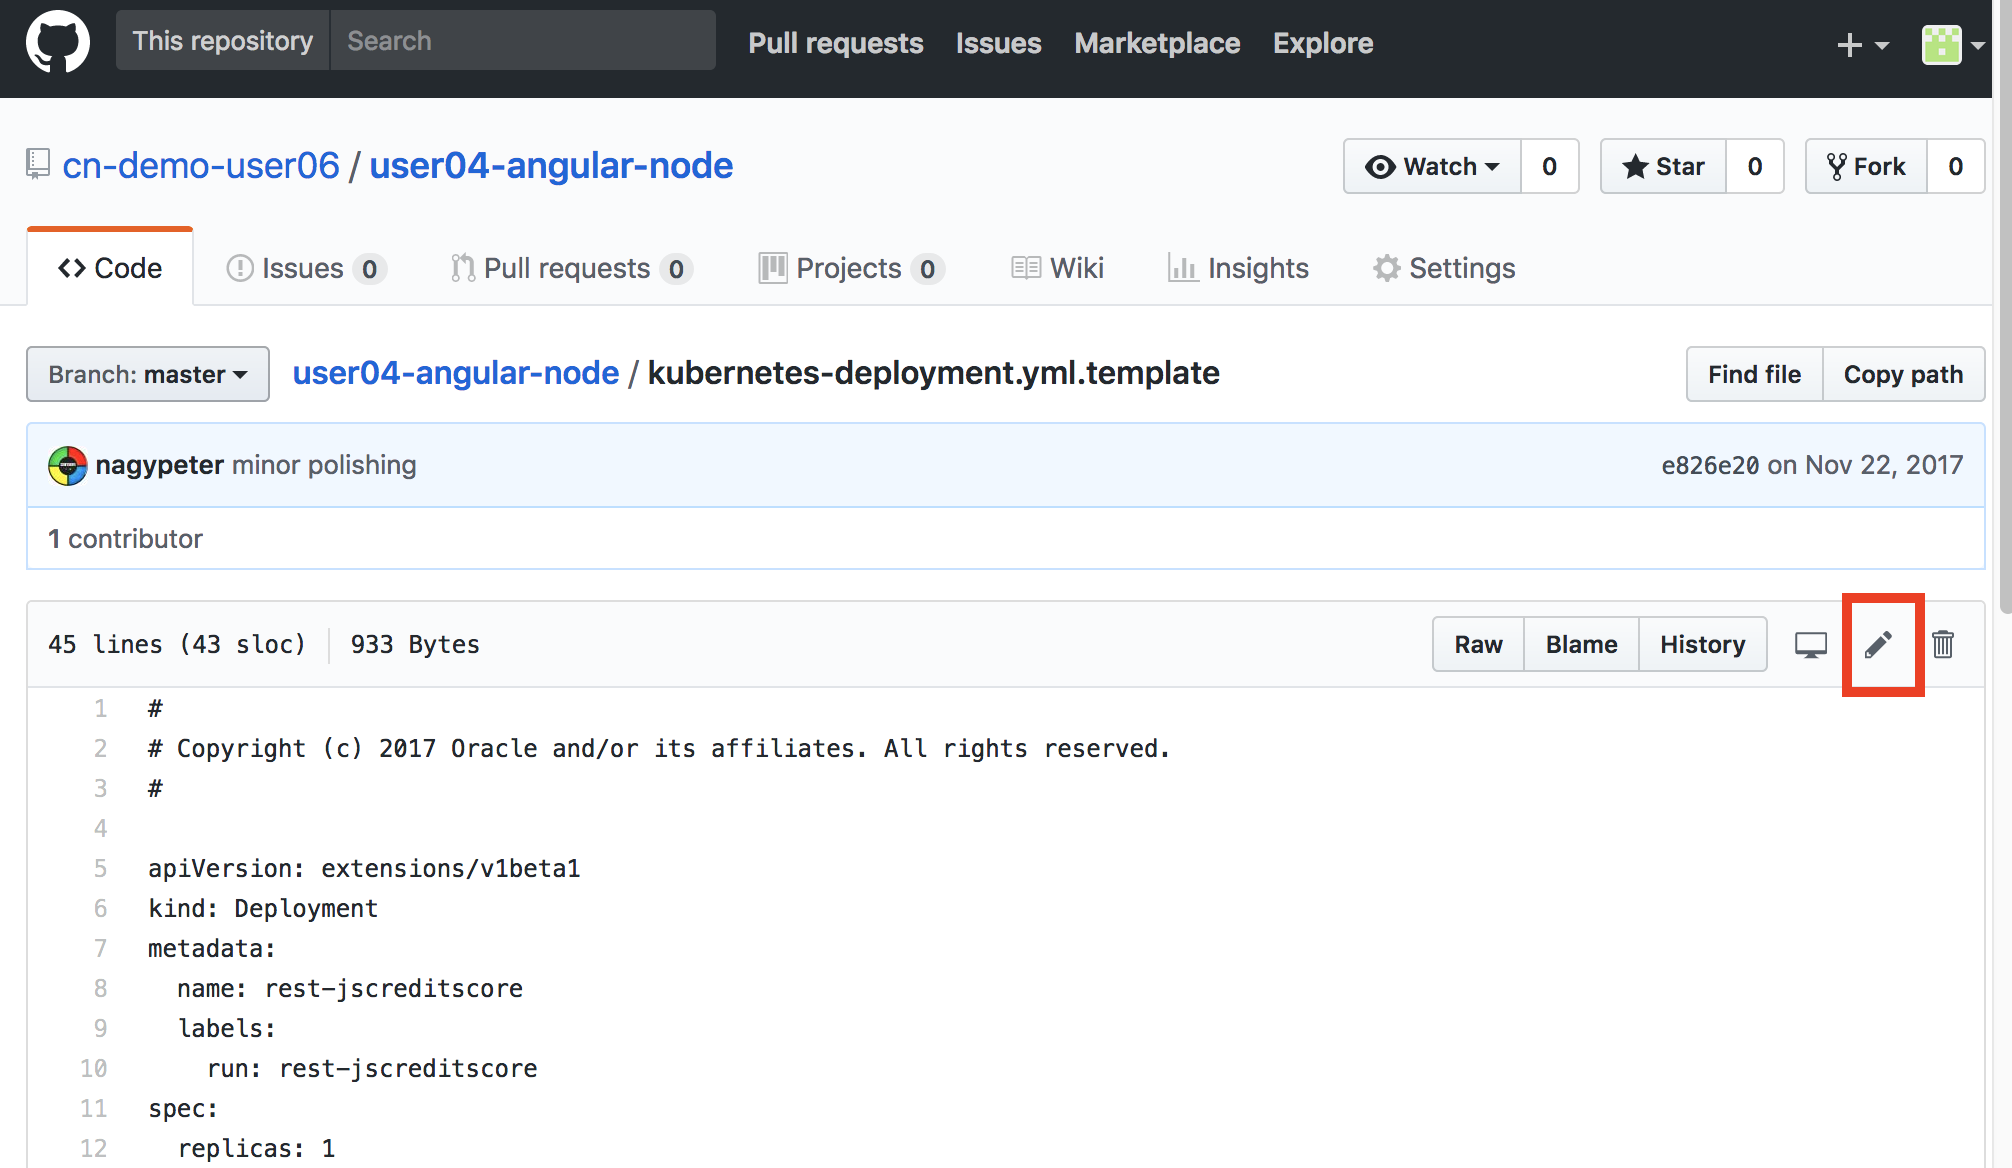 This repository Search Pull requests Issues Marketplace Explore
cn-demo-user06 / user04-angular-node Watch 0 Star 0 Fork 0
Code Issues 0 Pull requests 0 Projects 0 Wiki Insights Settings
Branch: master user04-angular-node / kubernetes-deployment.yml.template Find file Copy path
nagypeter minor polishing e826e20 on Nov 22, 2017
1 contributor
45 lines (43 sloc) 933 Bytes Raw Blame History
1 #
2 # Copyright (c) 2017 Oracle and/or its affiliates. All rights reserved.
3 #
4
5 apiVersion: extensions/v1beta1
6 kind: Deployment
7 metadata:
8 name: rest-jscreditscore
9 labels:
10 run: rest-jscreditscore
11 spec:
12 replicas: 1